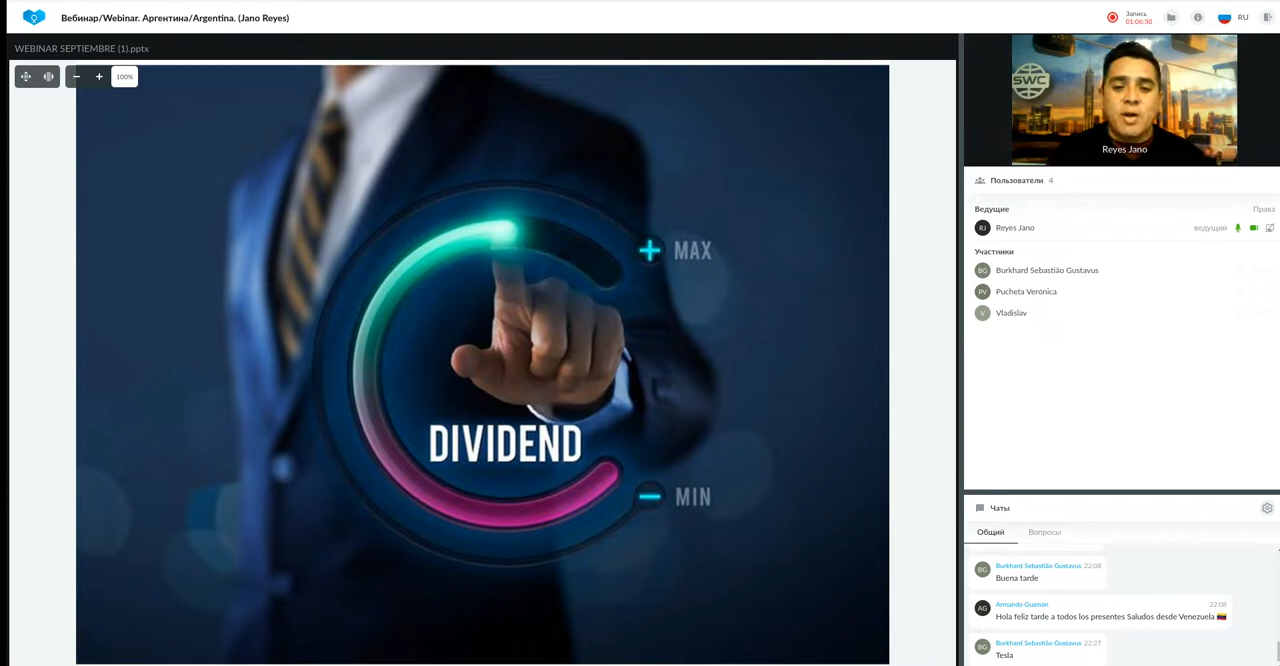 Вебинар/Webinar. Аргентина/Argentina. (Jano Reyes)
Запись
01:06:50
RU
WEBINAR SEPTIEMBRE (1).pptx
100%
MAX
DIVIDEND
MIN
SWC
Reyes Jano
Пользователи 4
Ведущие Права
RJ Reyes Jano ведущий
Участники
BG Burkhard Sebastião Gustavus
PV Pucheta Verónica
V Vladislav
Чаты
Общий Вопросы
BG Burkhard Sebastião Gustavus 22:08
Buena tarde
AG Armando Guzmán 22:08
Hola feliz tarde a todos los presentes Saludos desde Venezuela 🇻🇪
BG Burkhard Sebastião Gustavus 22:27
Tesla